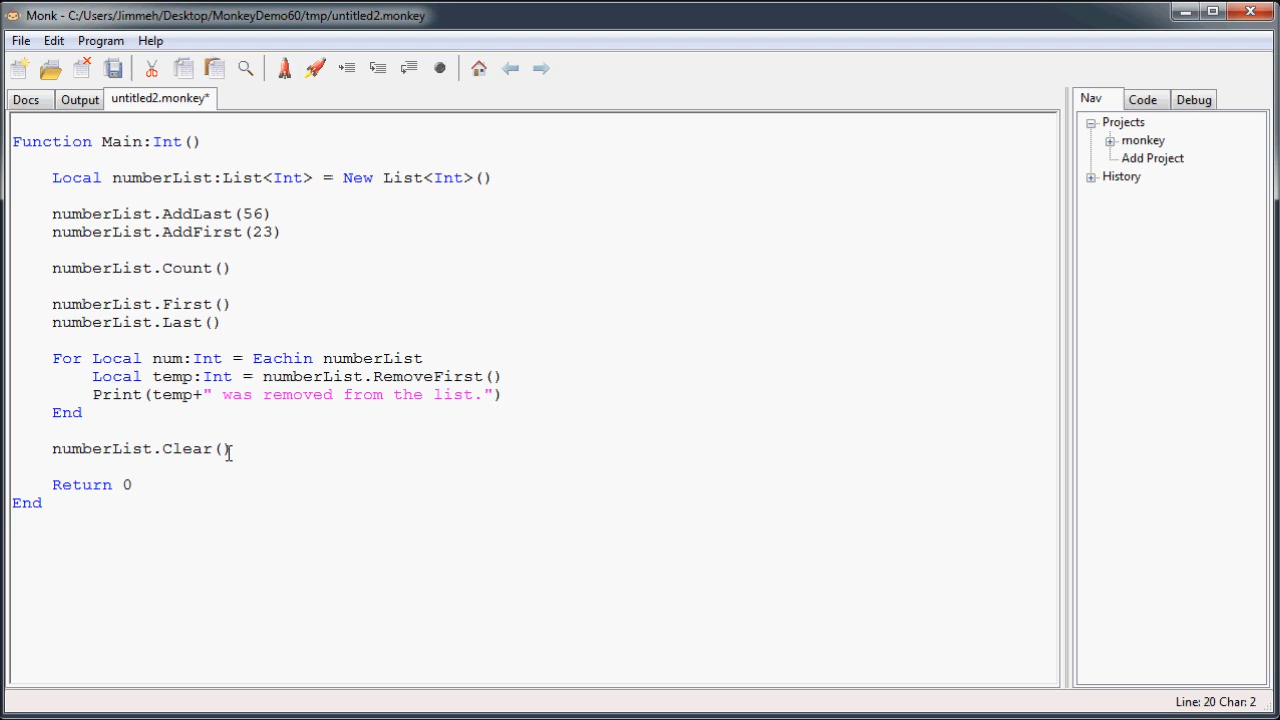 Monk - C:/Users/Jimmeh/Desktop/MonkeyDemo60/tmp/untitled2.monkey
File Edit Program Help
Docs Output untitled2.monkey*
Nav Code Debug
Function Main:Int()
Local numberList:List<Int> = New List<Int>()
numberList.AddLast(56)
numberList.AddFirst(23)
numberList.Count()
numberList.First()
numberList.Last()
For Local num:Int = Eachin numberList
Local temp:Int = numberList.RemoveFirst()
Print(temp+" was removed from the list.")
End
numberList.Clear()
Return 0
End
Projects
monkey
Add Project
History
Line: 20 Char: 2